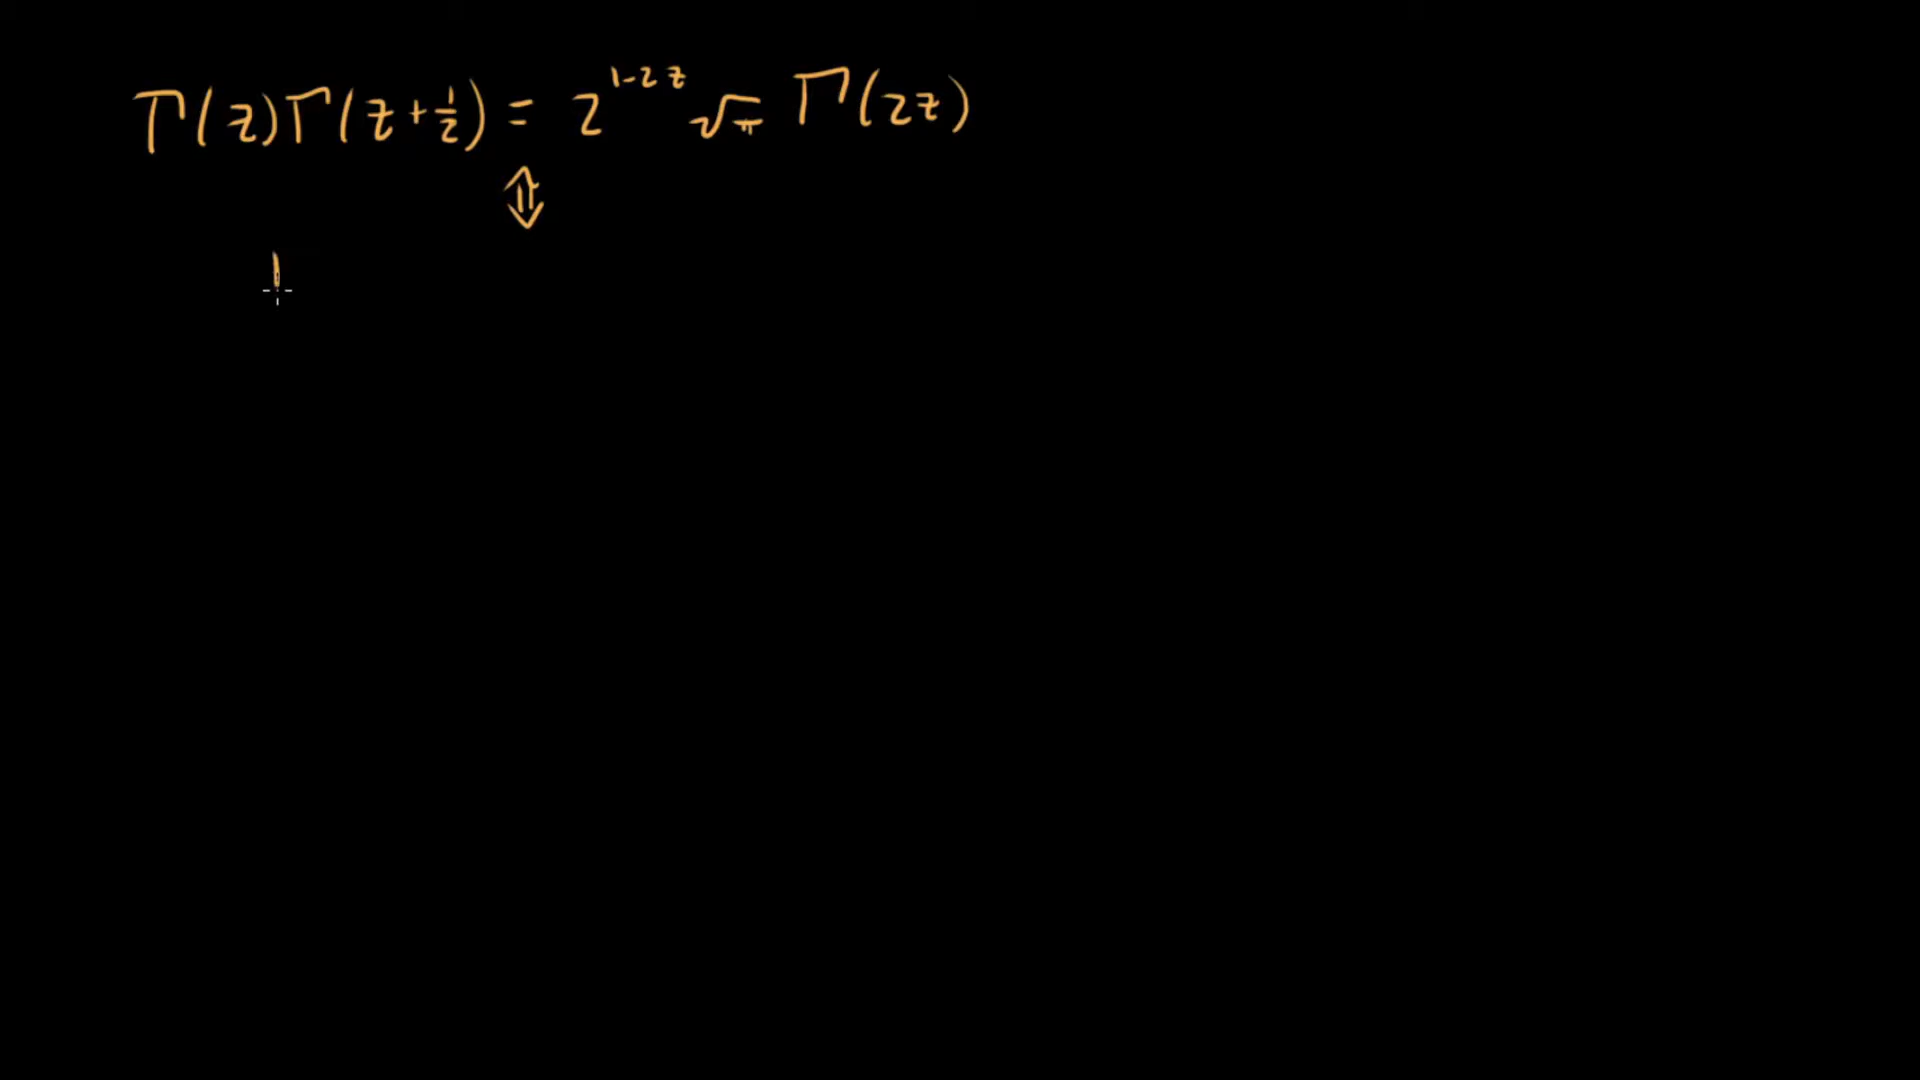 Γ(z)Γ(z+½) = 2^{1-2z} √π Γ(2z)
⇕